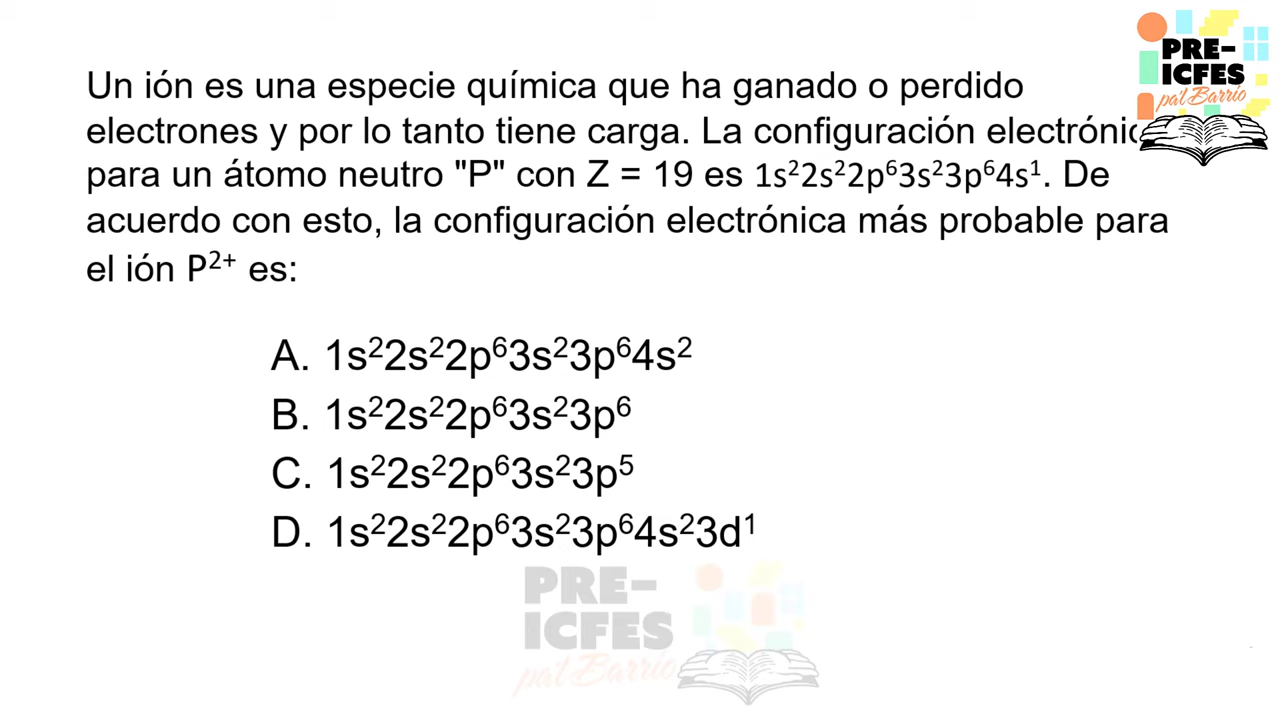 PRE-
ICFES
pa'l Barrio
Un ión es una especie química que ha ganado o perdido
electrones y por lo tanto tiene carga. La configuración electrónic
para un átomo neutro "P" con Z = 19 es 1s²2s²2p⁶3s²3p⁶4s¹. De
acuerdo con esto, la configuración electrónica más probable para
el ión P²⁺ es:
A. 1s²2s²2p⁶3s²3p⁶4s²
B. 1s²2s²2p⁶3s²3p⁶
C. 1s²2s²2p⁶3s²3p⁵
D. 1s²2s²2p⁶3s²3p⁶4s²3d¹
PRE-
ICFES
pa'l Barrio